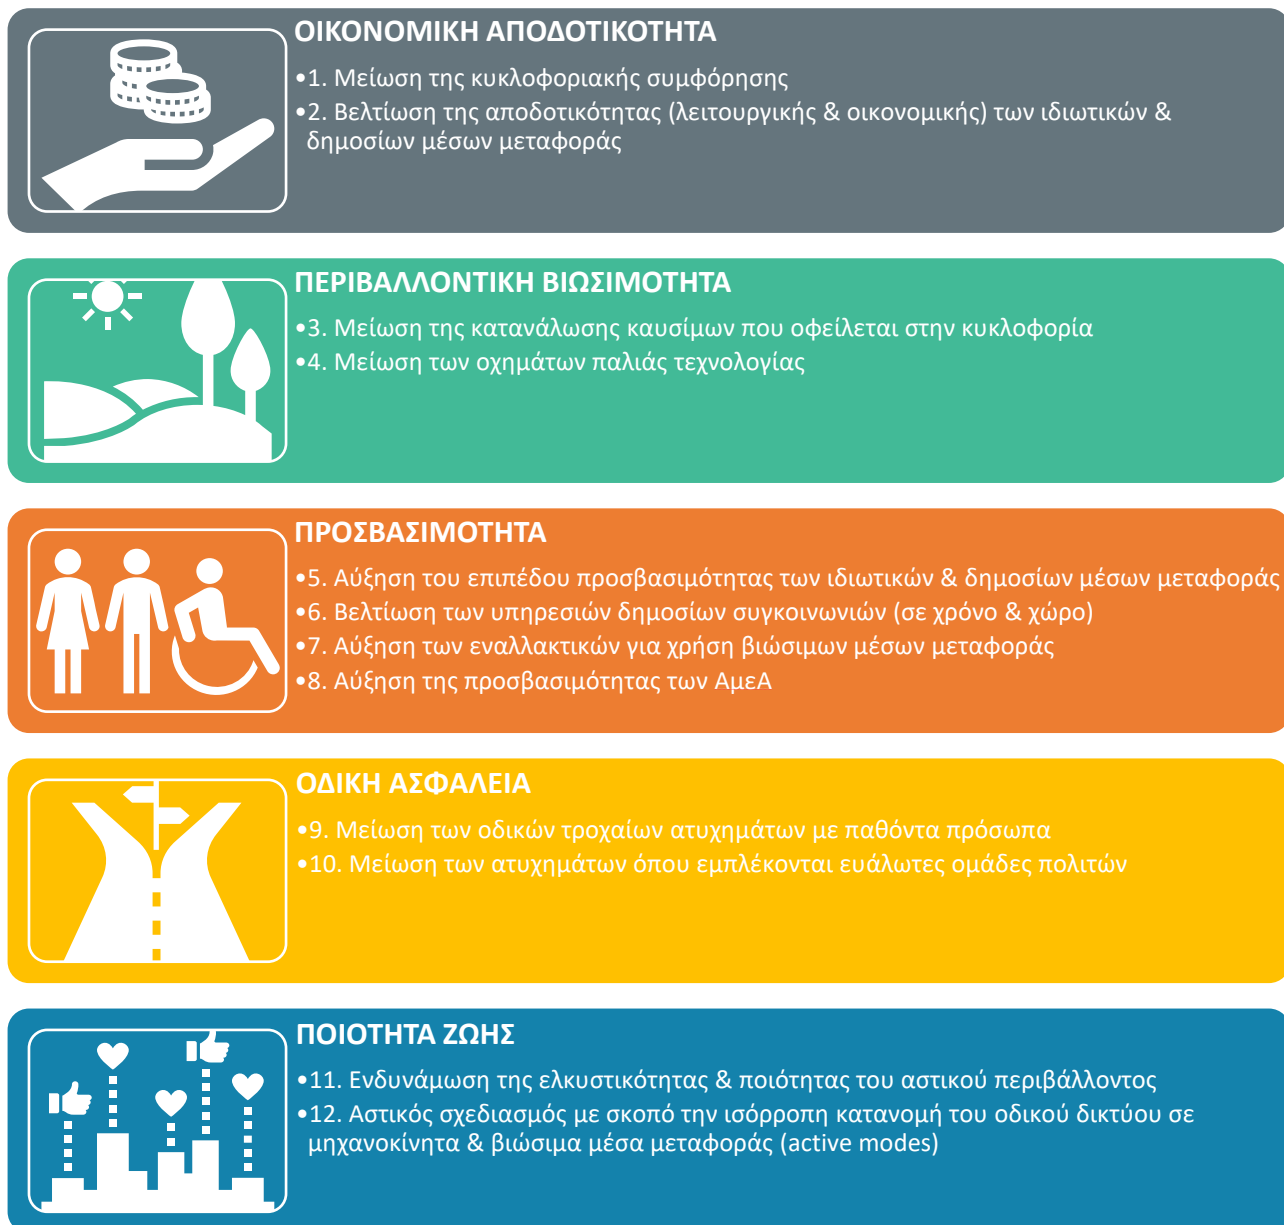 ΟΙΚΟΝΟΜΙΚΗ ΑΠΟΔΟΤΙΚΟΤΗΤΑ
•1. Μείωση της κυκλοφοριακής συμφόρησης
•2. Βελτίωση της αποδοτικότητας (λειτουργικής & οικονομικής) των ιδιωτικών &
δημοσίων μέσων μεταφοράς
ΠΕΡΙΒΑΛΛΟΝΤΙΚΗ ΒΙΩΣΙΜΟΤΗΤΑ
•3. Μείωση της κατανάλωσης καυσίμων που οφείλεται στην κυκλοφορία
•4. Μείωση των οχημάτων παλιάς τεχνολογίας
ΠΡΟΣΒΑΣΙΜΟΤΗΤΑ
•5. Αύξηση του επιπέδου προσβασιμότητας των ιδιωτικών & δημοσίων μέσων μεταφοράς
•6. Βελτίωση των υπηρεσιών δημοσίων συγκοινωνιών (σε χρόνο & χώρο)
•7. Αύξηση των εναλλακτικών για χρήση βιώσιμων μέσων μεταφοράς
•8. Αύξηση της προσβασιμότητας των ΑμεΑ
ΟΔΙΚΗ ΑΣΦΑΛΕΙΑ
•9. Μείωση των οδικών τροχαίων ατυχημάτων με παθόντα πρόσωπα
•10. Μείωση των ατυχημάτων όπου εμπλέκονται ευάλωτες ομάδες πολιτών
ΠΟΙΟΤΗΤΑ ΖΩΗΣ
•11. Ενδυνάμωση της ελκυστικότητας & ποιότητας του αστικού περιβάλλοντος
•12. Αστικός σχεδιασμός με σκοπό την ισόρροπη κατανομή του οδικού δικτύου σε
μηχανοκίνητα & βιώσιμα μέσα μεταφοράς (active modes)